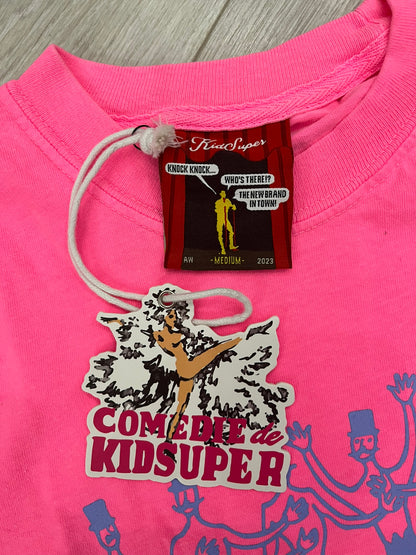 KidSuper
KNOCK KNOCK...
WHO'S THERE!?
THE NEW BRAND
IN TOWN!
AW -MEDIUM- 2023
COMEDIE de
KIDSUPER